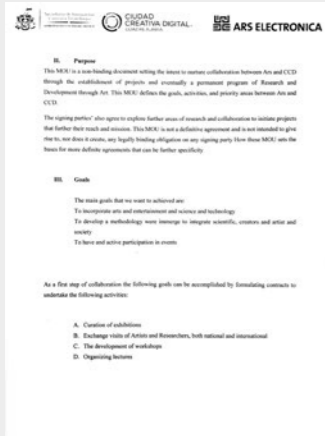 CIUDAD
CREATIVA DIGITAL.
ARS ELECTRONICA
II. Purpose
This MOU is a non-binding document setting the intent to nurture collaboration between Ars and CCD
through the establishment of projects and eventually a permanent program of Research and
Development through Art. This MOU defines the goals, activities, and priority areas between Ars and
CCD.
The signing parties' also agree to explore further areas of research and collaboration to initiate projects
that further their reach and mission. This MOU is not a definitive agreement and is not intended to give
rise to, nor does it create, any legally binding obligation on any signing party. How these MOU sets the
bases for more definite agreements that can be further specificity
III. Goals
The main goals that we want to achieved are:
To incorporate arts and entertainment and science and technology
To develop a methodology were immerge to integrate scientific, creators and artist and
society
To have and active participation in events
As a first step of collaboration the following goals can be accomplished by formulating contracts to
undertake the following activities:
A. Curation of exhibitions
B. Exchange visits of Artists and Researchers, both national and international
C. The development of workshops
D. Organizing lectures